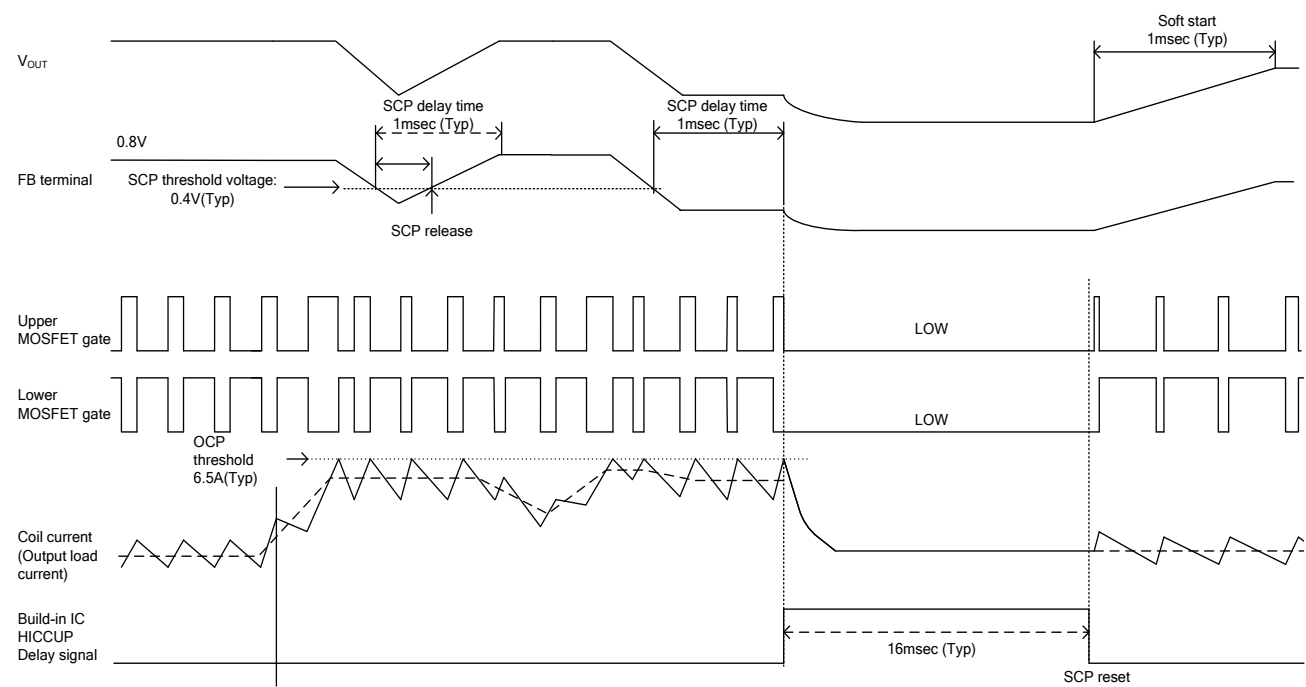 Soft start
1msec (Typ)
VOUT
SCP delay time
1msec (Typ)
SCP delay time
1msec (Typ)
0.8V
FB terminal
SCP threshold voltage:
0.4V(Typ)
SCP release
Upper
MOSFET gate
LOW
Lower
MOSFET gate
LOW
OCP
threshold
6.5A(Typ)
Coil current
(Output load
current)
Build-in IC
HICCUP
Delay signal
16msec (Typ)
SCP reset